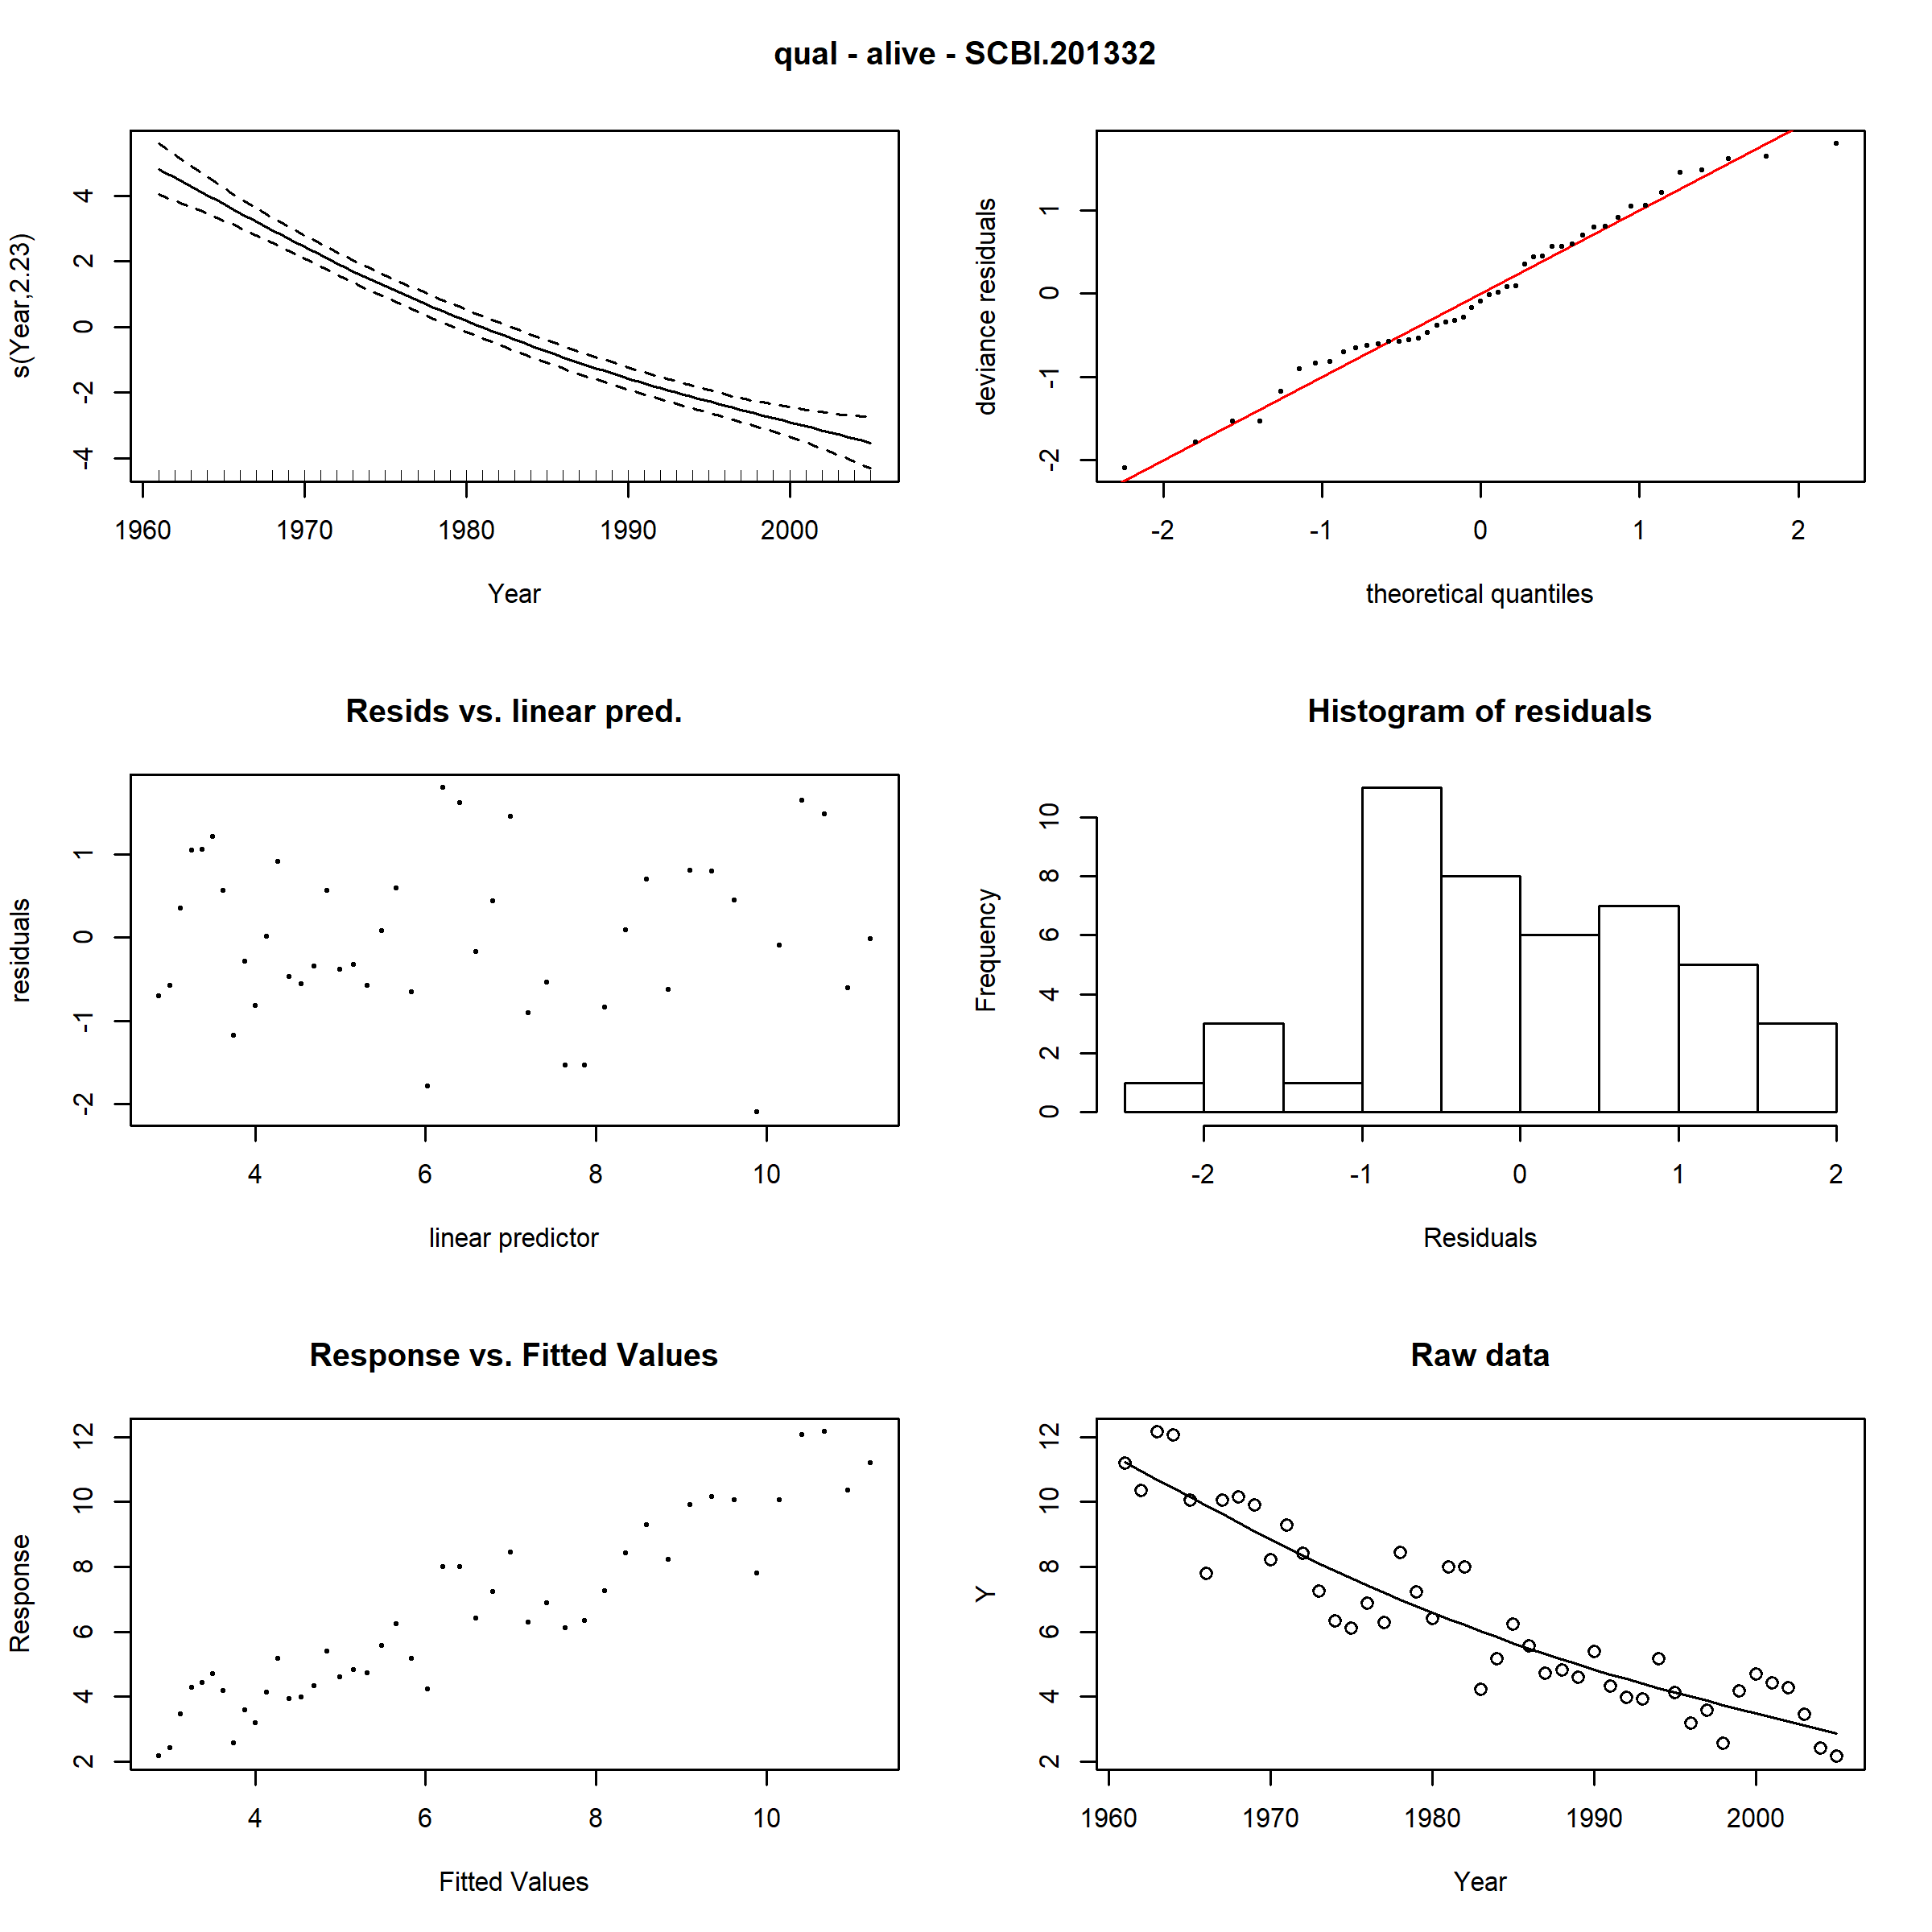 qual - alive - SCBI.201332
s(Year,2.23)
4
2
0
-2
-4
1960 1970 1980 1990 2000
Year
deviance residuals
1
0
-1
-2
-2 -1 0 1 2
theoretical quantiles
Resids vs. linear pred.
residuals
1
0
-1
-2
4 6 8 10
linear predictor
Histogram of residuals
Frequency
10
8
6
4
2
0
-2 -1 0 1 2
Residuals
Response vs. Fitted Values
Response
12
10
8
6
4
2
4 6 8 10
Fitted Values
Raw data
Y
12
10
8
6
4
2
1960 1970 1980 1990 2000
Year